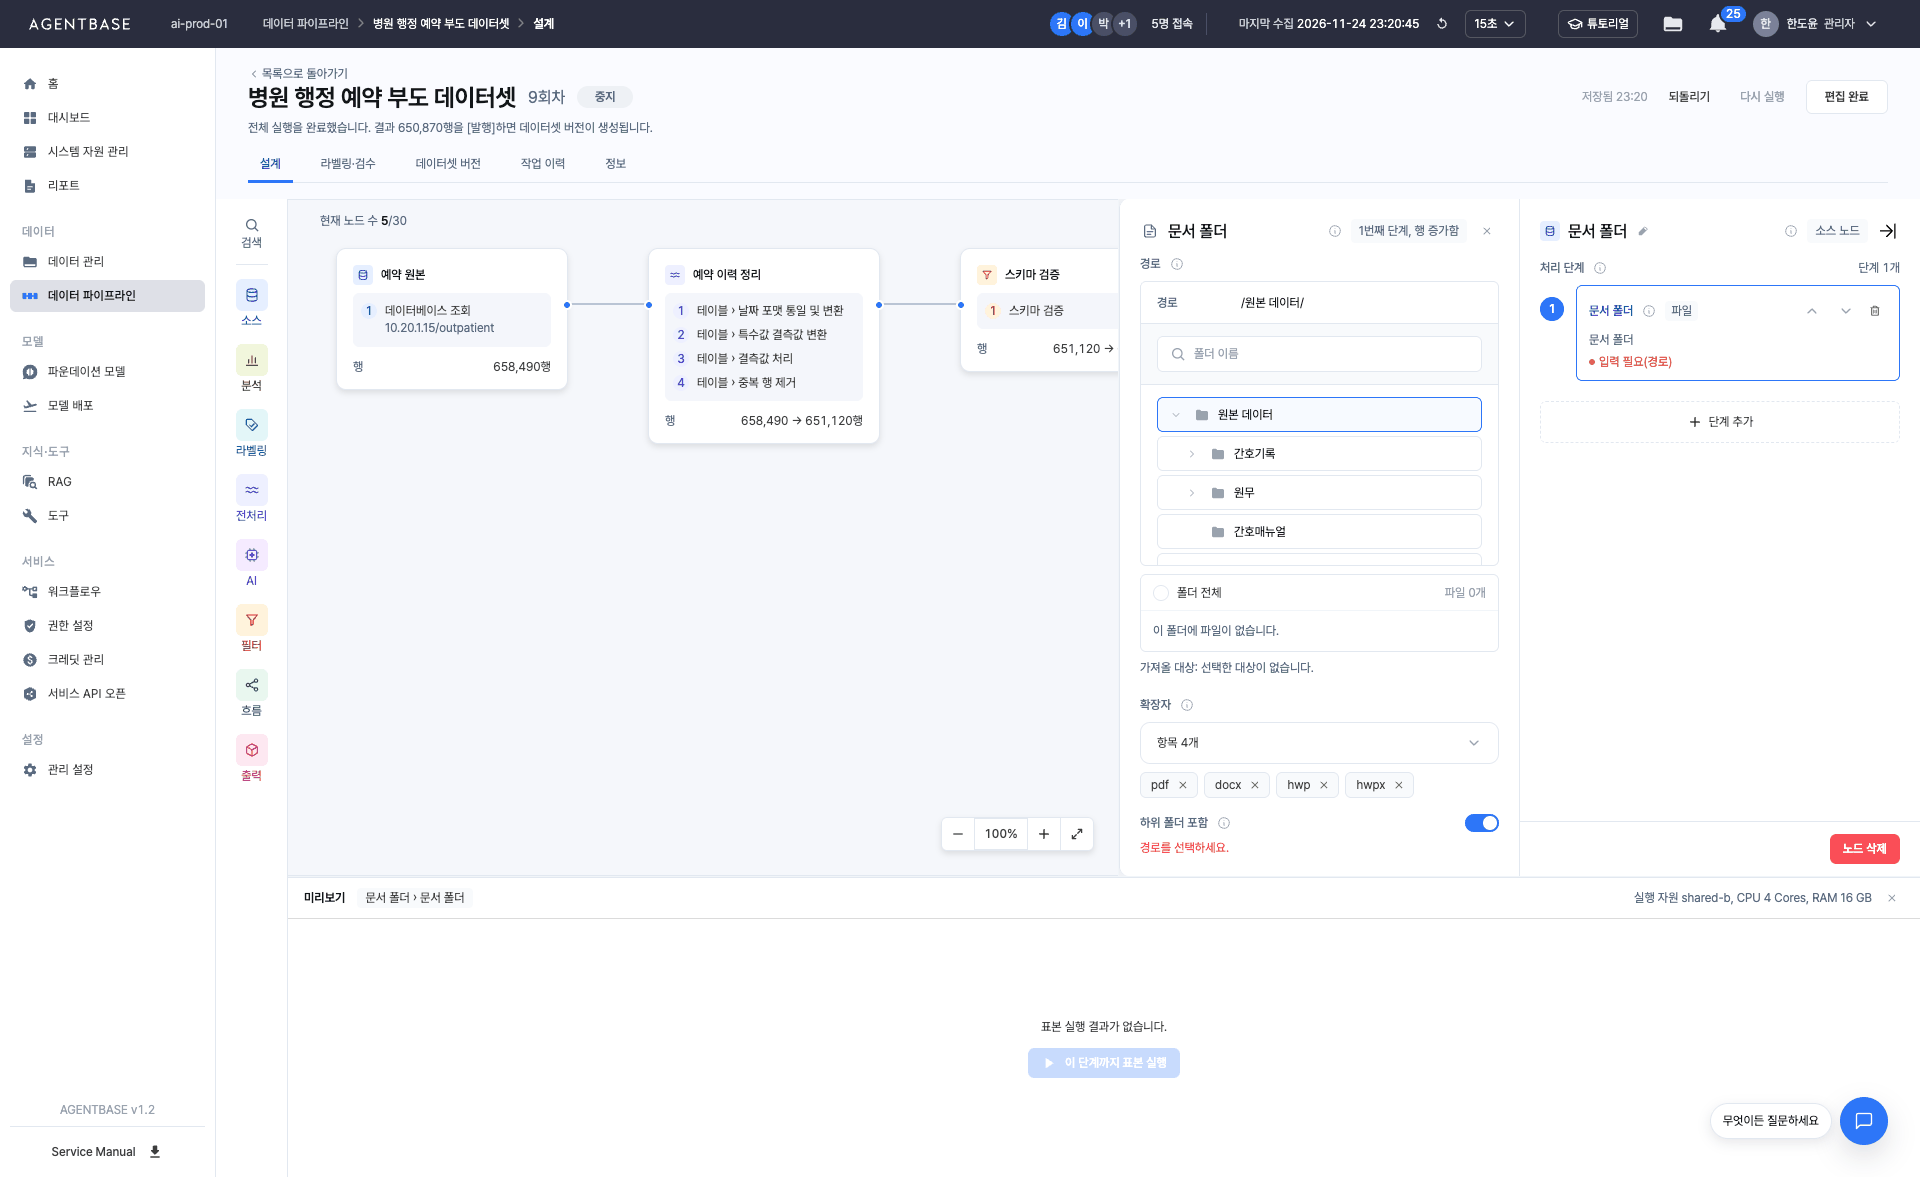 AGENTBASE
ai-prod-01
데이터 파이프라인 > 병원 행정 예약 부도 데이터셋 > 설계
김 이 박 +1 5명 접속
마지막 수집 2026-11-24 23:20:45
15초
튜토리얼
25
한 한도윤 관리자
홈
대시보드
시스템 자원 관리
리포트
데이터
데이터 관리
데이터 파이프라인
모델
파운데이션 모델
모델 배포
지식·도구
RAG
도구
서비스
워크플로우
권한 설정
크레딧 관리
서비스 API 오픈
설정
관리 설정
AGENTBASE v1.2
Service Manual
목록으로 돌아가기
병원 행정 예약 부도 데이터셋 9회차 중지
전체 실행을 완료했습니다. 결과 650,870행을 [발행]하면 데이터셋 버전이 생성됩니다.
저장됨 23:20 되돌리기 다시 실행 편집 완료
설계 라벨링·검수 데이터셋 버전 작업 이력 정보
검색
소스
분석
라벨링
전처리
AI
필터
흐름
출력
현재 노드 수 5/30
예약 원본
1 데이터베이스 조회
10.20.1.15/outpatient
행 658,490행
예약 이력 정리
1 테이블 › 날짜 포맷 통일 및 변환
2 테이블 › 특수값 결측값 변환
3 테이블 › 결측값 처리
4 테이블 › 중복 행 제거
행 658,490 → 651,120행
스키마 검증
1 스키마 검증
행 651,120 →
100%
문서 폴더
1번째 단계, 행 증가함
경로
경로 /원본 데이터/
폴더 이름
원본 데이터
간호기록
원무
간호매뉴얼
폴더 전체 파일 0개
이 폴더에 파일이 없습니다.
가져올 대상: 선택한 대상이 없습니다.
확장자
항목 4개
pdf docx hwp hwpx
하위 폴더 포함
경로를 선택하세요.
문서 폴더
소스 노드
처리 단계 단계 1개
1 문서 폴더 파일
문서 폴더
입력 필요(경로)
단계 추가
노드 삭제
미리보기 문서 폴더 › 문서 폴더
실행 자원 shared-b, CPU 4 Cores, RAM 16 GB
표본 실행 결과가 없습니다.
이 단계까지 표본 실행
무엇이든 질문하세요